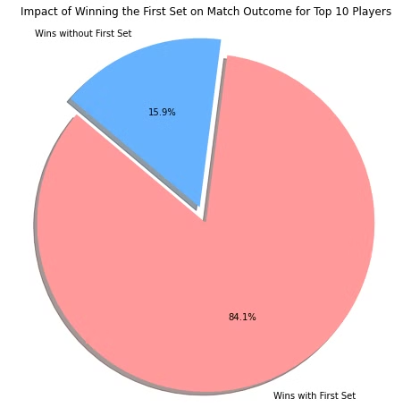 Impact of Winning the First Set on Match Outcome for Top 10 Players
Wins without First Set
15.9%
84.1%
Wins with First Set